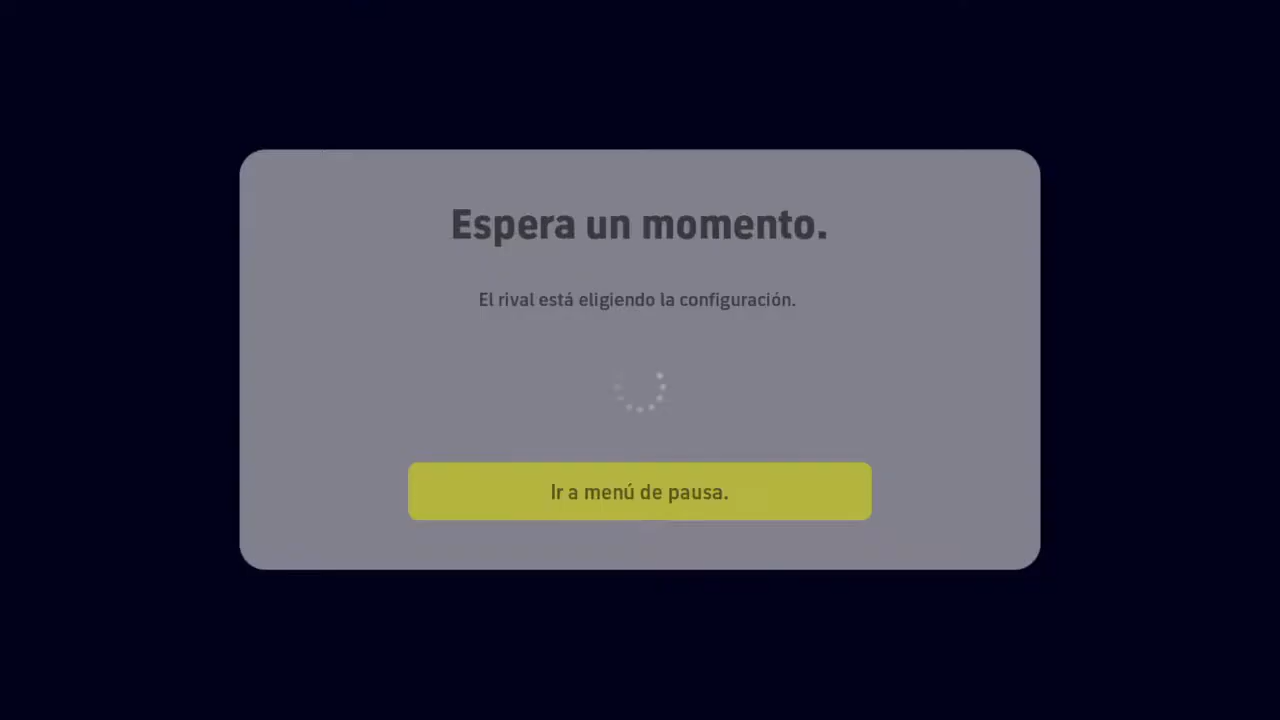 Espera un momento.
El rival está eligiendo la configuración.
Ir a menú de pausa.